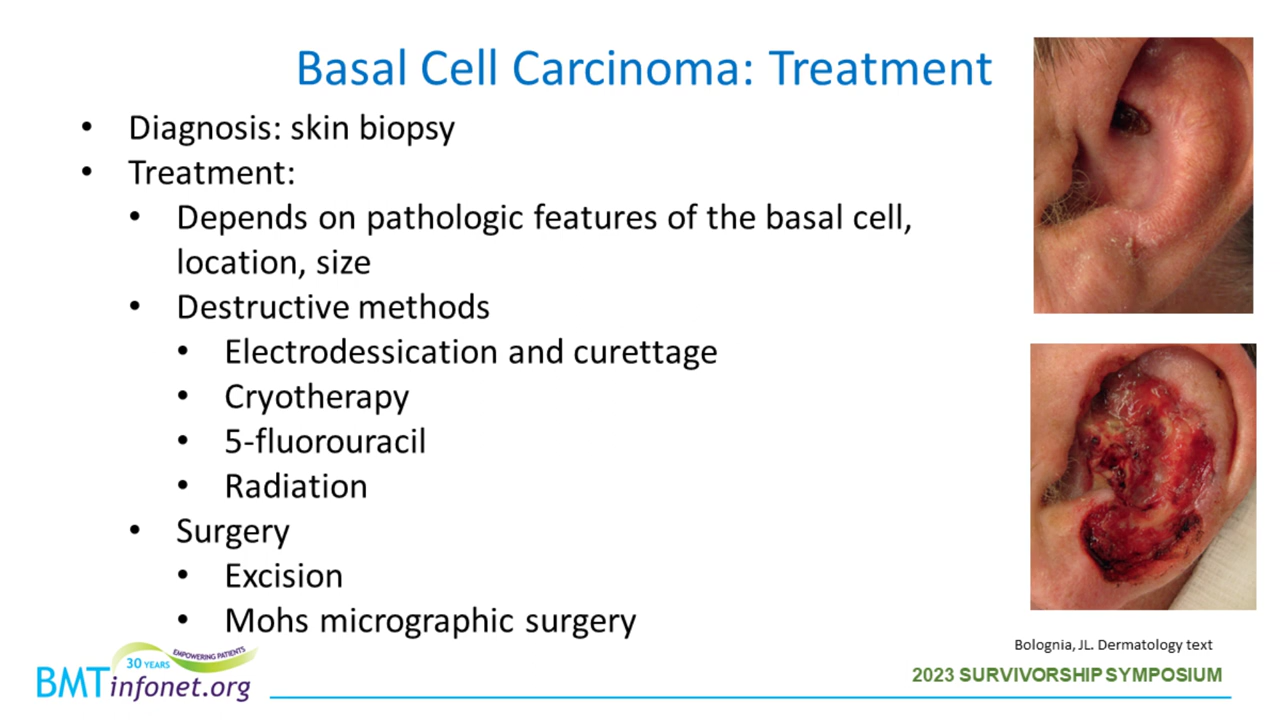 Basal Cell Carcinoma: Treatment
• Diagnosis: skin biopsy
• Treatment:
• Depends on pathologic features of the basal cell,
location, size
• Destructive methods
• Electrodessication and curettage
• Cryotherapy
• 5-fluorouracil
• Radiation
• Surgery
• Excision
• Mohs micrographic surgery
Bolognia, JL. Dermatology text
30 YEARS EMPOWERING PATIENTS
BMTinfonet.org
2023 SURVIVORSHIP SYMPOSIUM